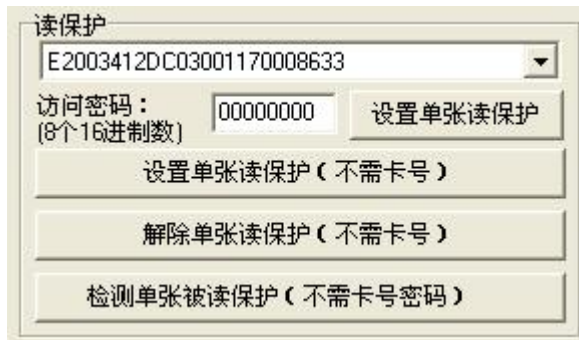 读保护
E2003412DC03001170008633
访问密码：
(8个16进制数)
00000000
设置单张读保护
设置单张读保护（不需卡号）
解除单张读保护（不需卡号）
检测单张被读保护（不需卡号密码）